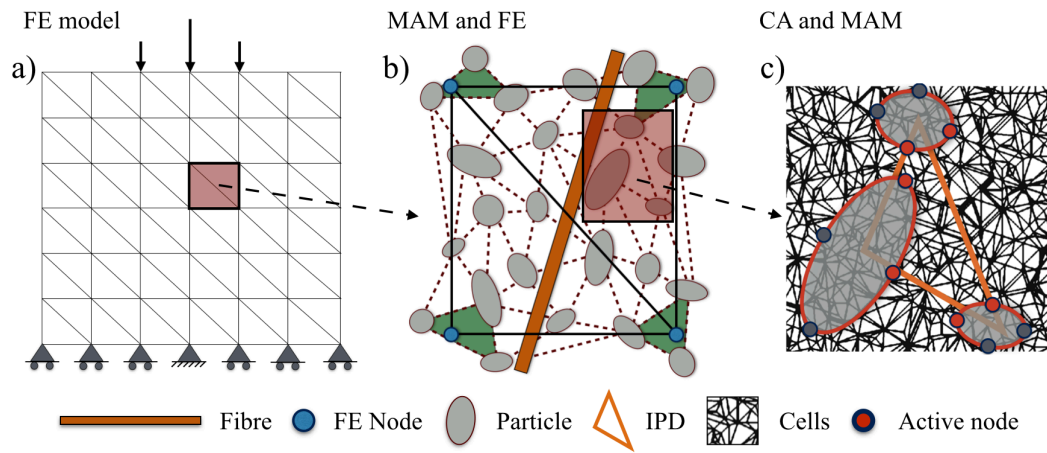 FE model
MAM and FE
CA and MAM
a)
b)
c)
Fibre
FE Node
Particle
IPD
Cells
Active node